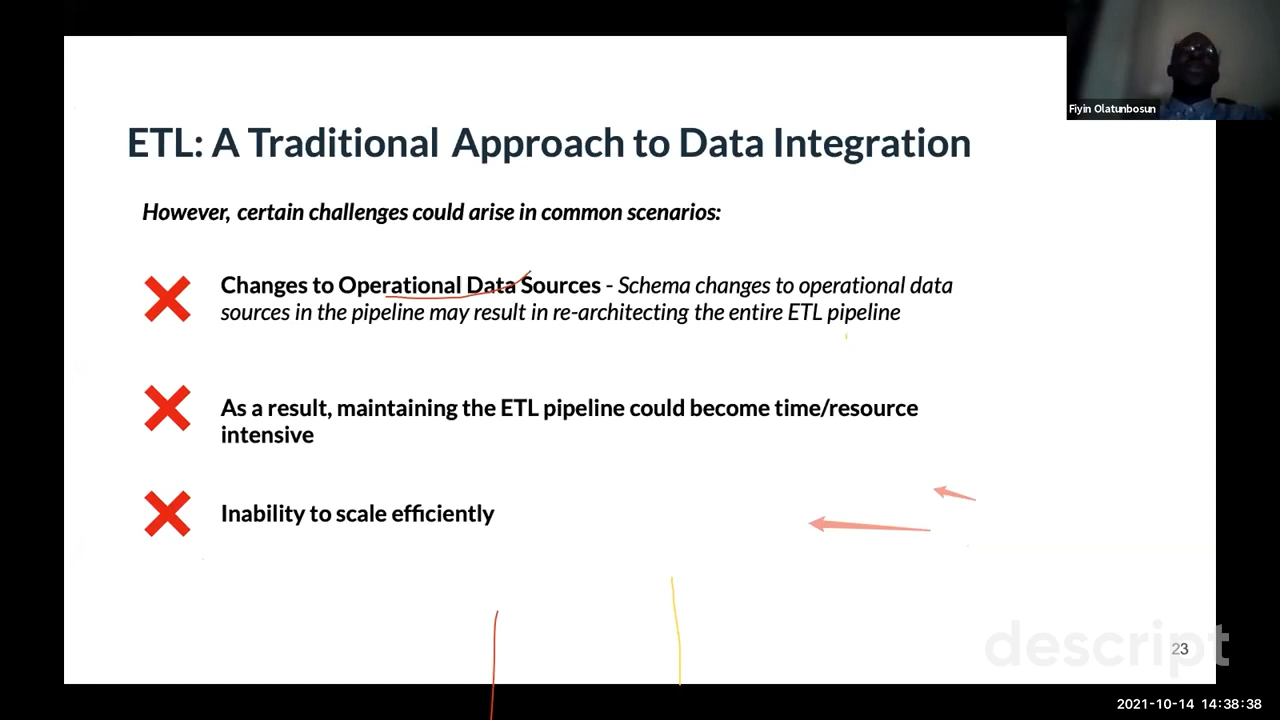 Fiyin Olatunbosun
ETL: A Traditional Approach to Data Integration
However, certain challenges could arise in common scenarios:
Changes to Operational Data Sources - Schema changes to operational data
sources in the pipeline may result in re-architecting the entire ETL pipeline
As a result, maintaining the ETL pipeline could become time/resource
intensive
Inability to scale efficiently
descript
23
2021-10-14 14:38:38